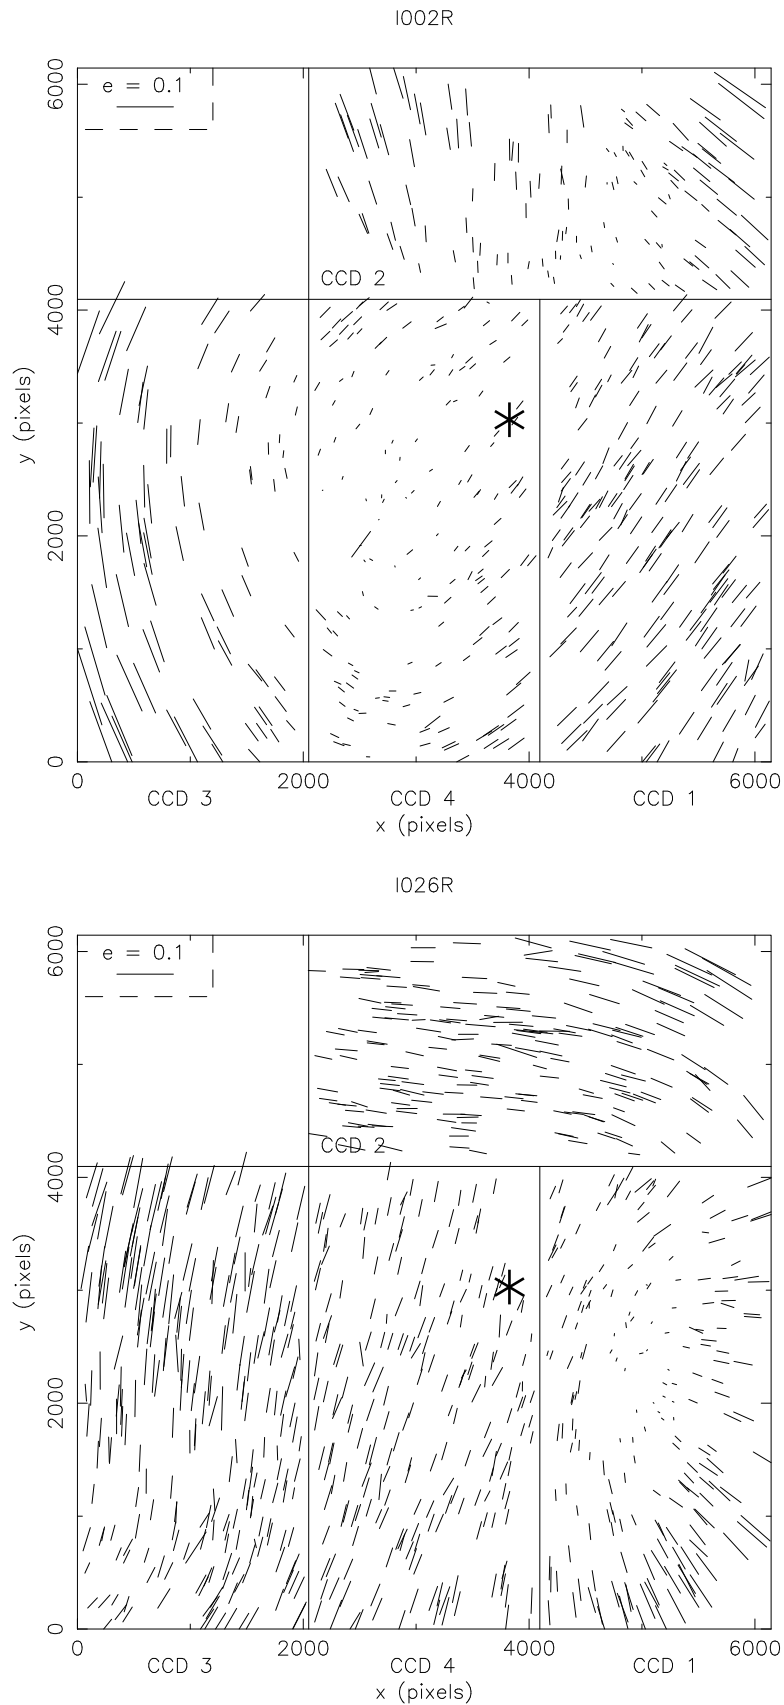 I002R
e = 0.1
6000
4000
2000
0
y (pixels)
CCD 2
0 2000 4000 6000
CCD 3 CCD 4 CCD 1
x (pixels)
I026R
e = 0.1
6000
4000
2000
0
y (pixels)
CCD 2
0 2000 4000 6000
CCD 3 CCD 4 CCD 1
x (pixels)